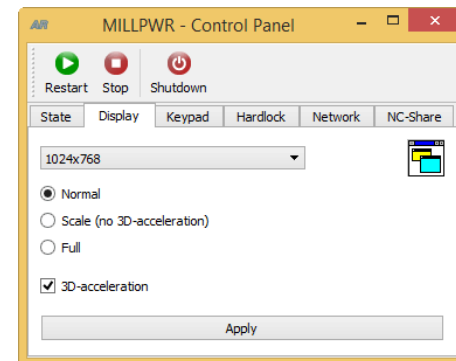 AR MILLPWR - Control Panel
Restart Stop Shutdown
State Display Keypad Hardlock Network NC-Share
1024x768
Normal
Scale (no 3D-acceleration)
Full
3D-acceleration
Apply